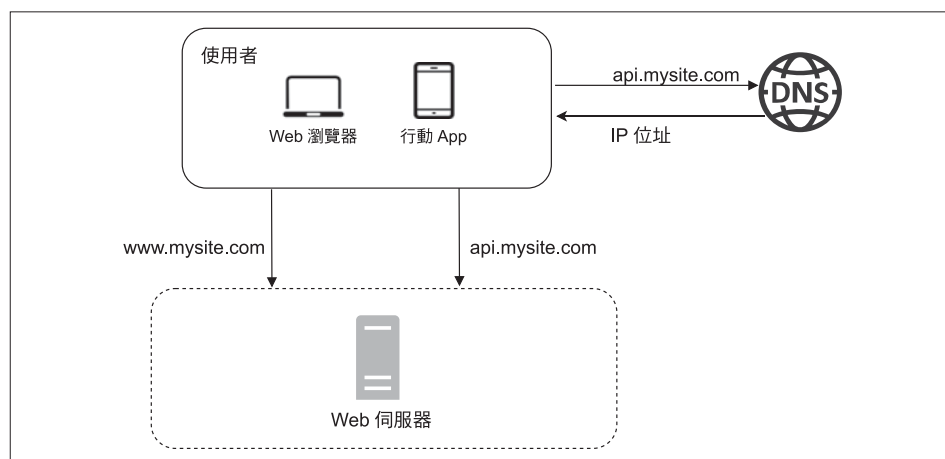 使用者
Web 瀏覽器
行動 App
api.mysite.com
DNS
IP 位址
www.mysite.com
api.mysite.com
Web 伺服器